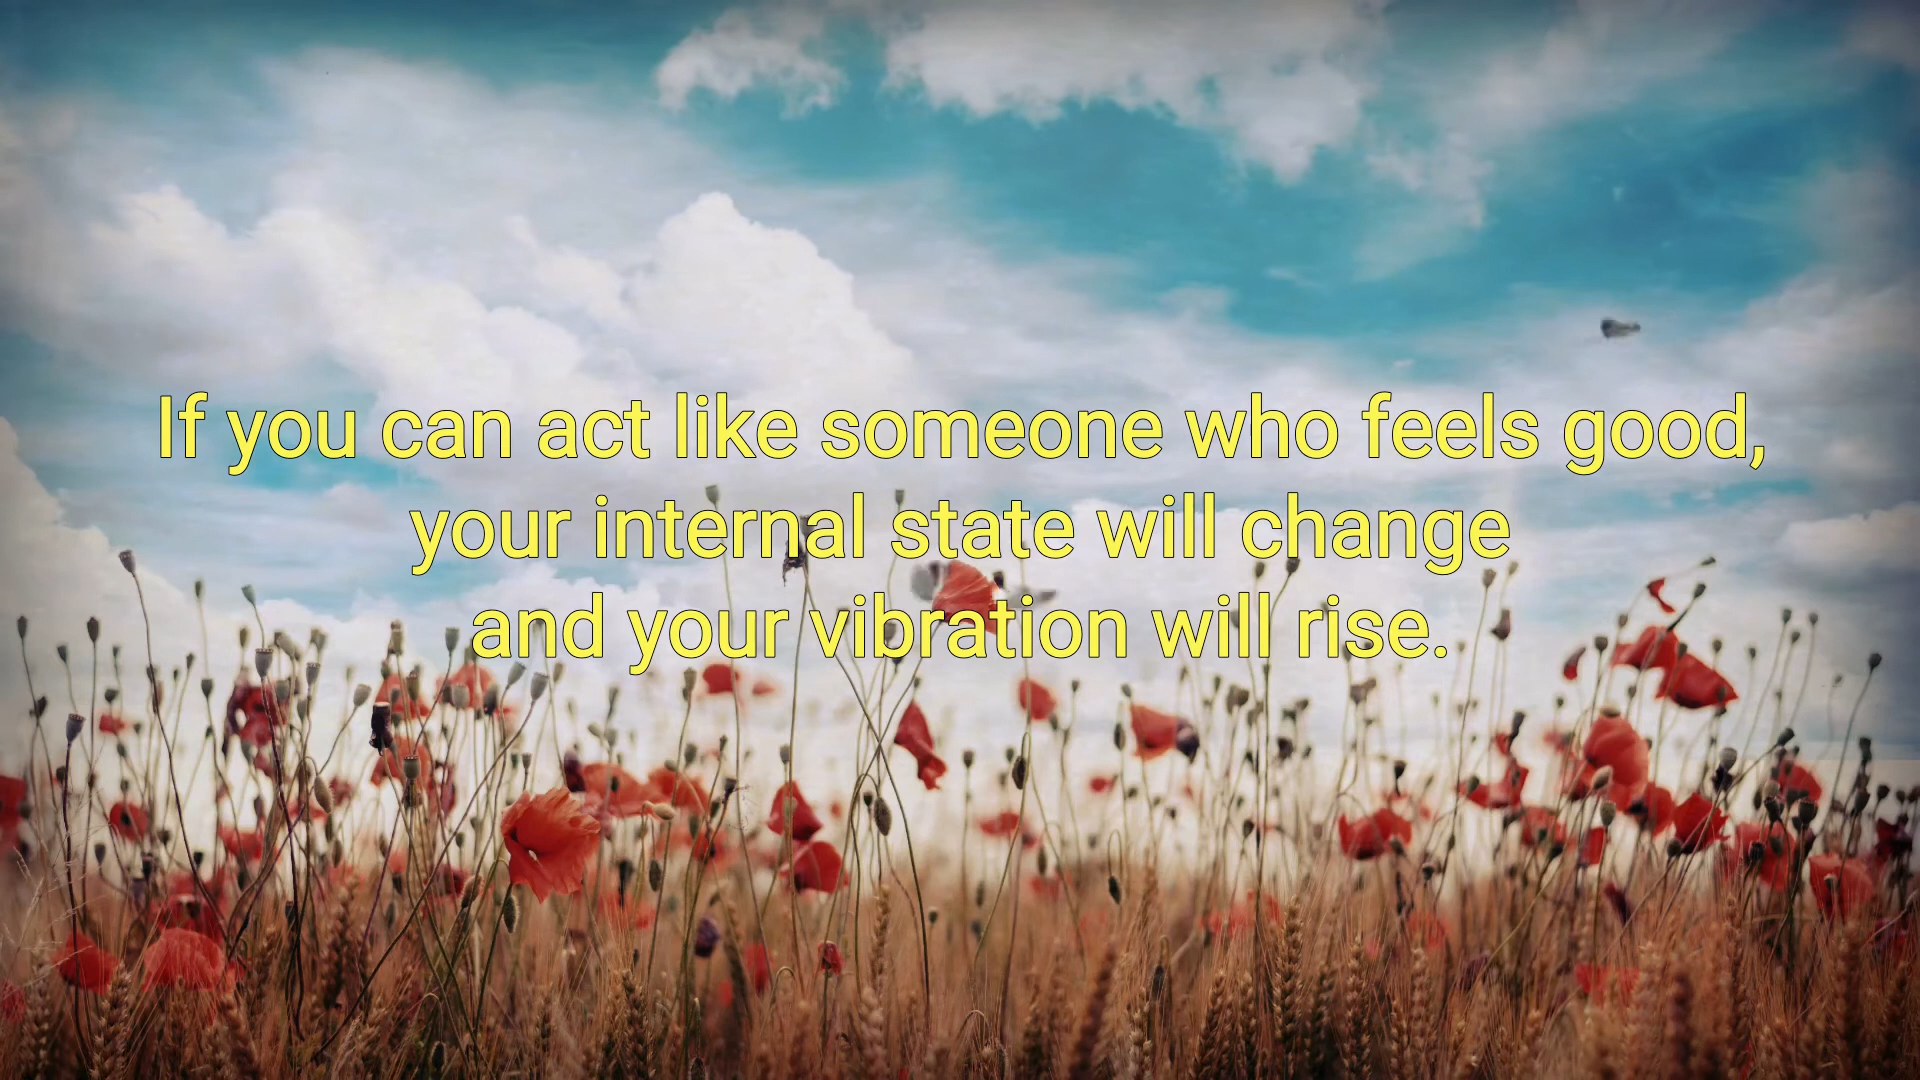 If you can act like someone who feels good,
your internal state will change
and your vibration will rise.